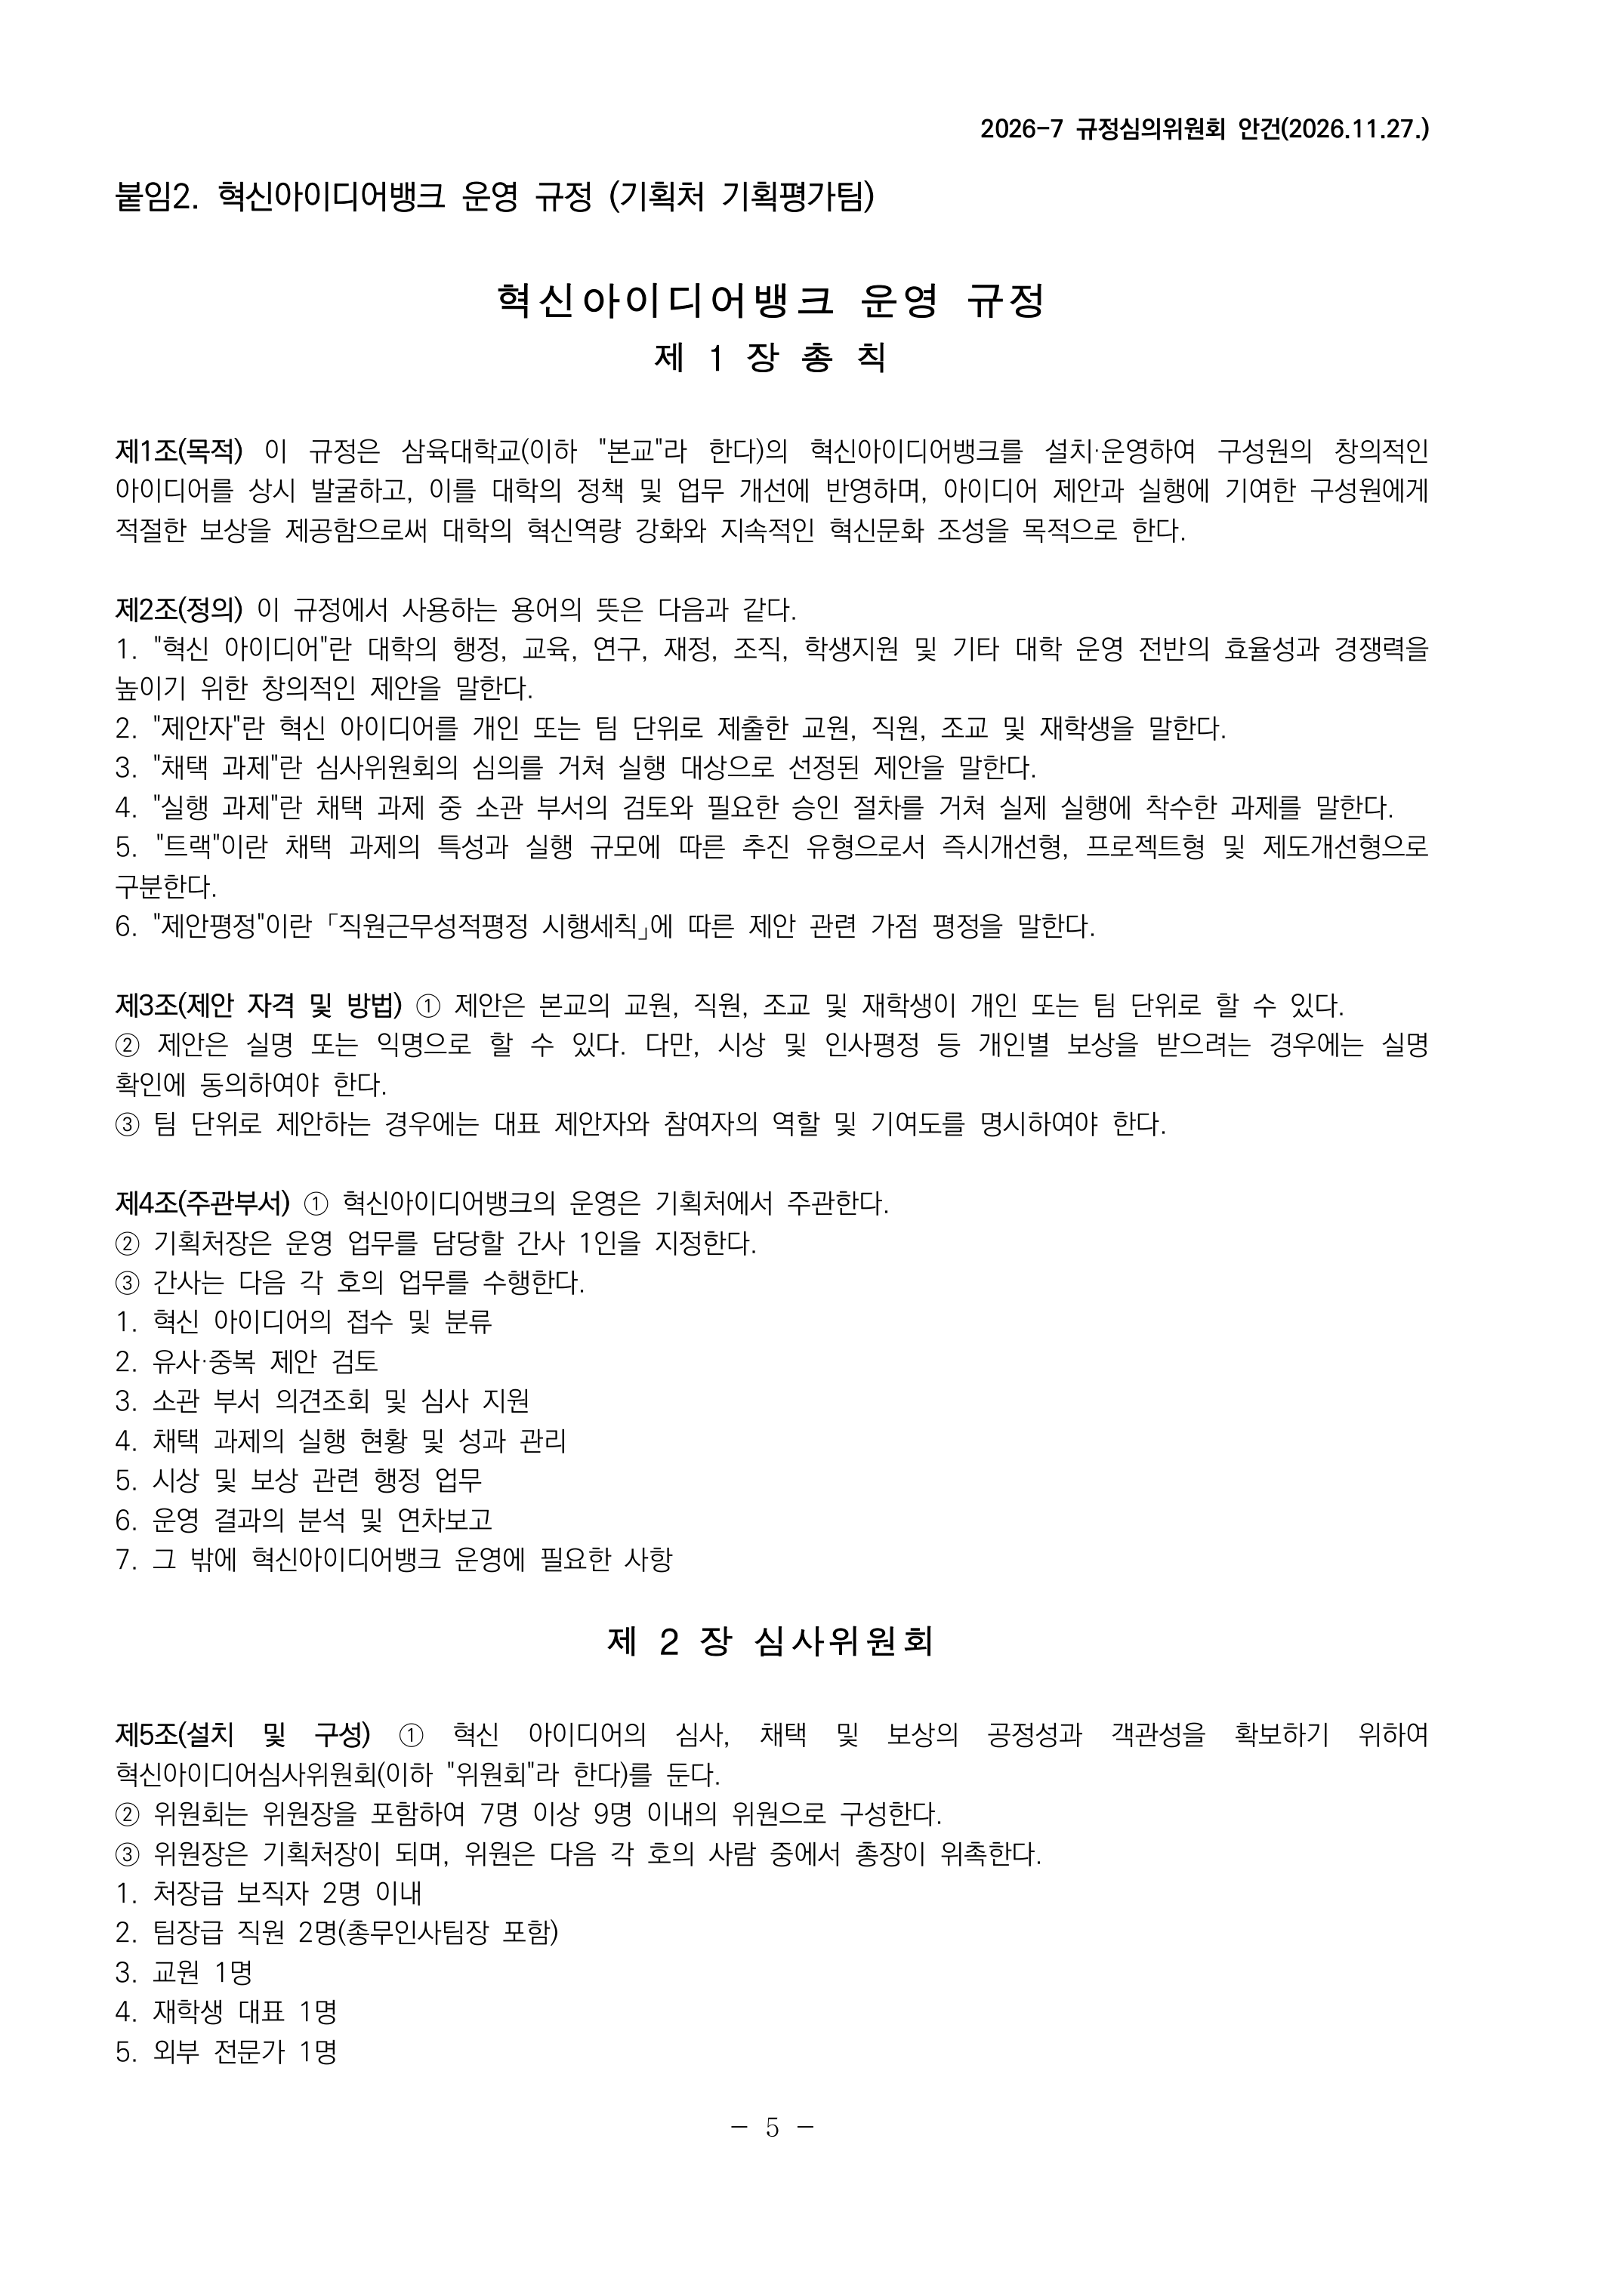 2026-7 규정심의위원회 안건(2026.11.27.)
붙임2. 혁신아이디어뱅크 운영 규정 (기획처 기획평가팀)
혁신아이디어뱅크 운영 규정
제 1 장 총 칙
제1조(목적) 이 규정은 삼육대학교(이하 "본교"라 한다)의 혁신아이디어뱅크를 설치·운영하여 구성원의 창의적인
아이디어를 상시 발굴하고, 이를 대학의 정책 및 업무 개선에 반영하며, 아이디어 제안과 실행에 기여한 구성원에게
적절한 보상을 제공함으로써 대학의 혁신역량 강화와 지속적인 혁신문화 조성을 목적으로 한다.
제2조(정의) 이 규정에서 사용하는 용어의 뜻은 다음과 같다.
1. "혁신 아이디어"란 대학의 행정, 교육, 연구, 재정, 조직, 학생지원 및 기타 대학 운영 전반의 효율성과 경쟁력을
높이기 위한 창의적인 제안을 말한다.
2. "제안자"란 혁신 아이디어를 개인 또는 팀 단위로 제출한 교원, 직원, 조교 및 재학생을 말한다.
3. "채택 과제"란 심사위원회의 심의를 거쳐 실행 대상으로 선정된 제안을 말한다.
4. "실행 과제"란 채택 과제 중 소관 부서의 검토와 필요한 승인 절차를 거쳐 실제 실행에 착수한 과제를 말한다.
5. "트랙"이란 채택 과제의 특성과 실행 규모에 따른 추진 유형으로서 즉시개선형, 프로젝트형 및 제도개선형으로
구분한다.
6. "제안평정"이란 「직원근무성적평정 시행세칙」에 따른 제안 관련 가점 평정을 말한다.
제3조(제안 자격 및 방법) ① 제안은 본교의 교원, 직원, 조교 및 재학생이 개인 또는 팀 단위로 할 수 있다.
② 제안은 실명 또는 익명으로 할 수 있다. 다만, 시상 및 인사평정 등 개인별 보상을 받으려는 경우에는 실명
확인에 동의하여야 한다.
③ 팀 단위로 제안하는 경우에는 대표 제안자와 참여자의 역할 및 기여도를 명시하여야 한다.
제4조(주관부서) ① 혁신아이디어뱅크의 운영은 기획처에서 주관한다.
② 기획처장은 운영 업무를 담당할 간사 1인을 지정한다.
③ 간사는 다음 각 호의 업무를 수행한다.
1. 혁신 아이디어의 접수 및 분류
2. 유사·중복 제안 검토
3. 소관 부서 의견조회 및 심사 지원
4. 채택 과제의 실행 현황 및 성과 관리
5. 시상 및 보상 관련 행정 업무
6. 운영 결과의 분석 및 연차보고
7. 그 밖에 혁신아이디어뱅크 운영에 필요한 사항
제 2 장 심사위원회
제5조(설치 및 구성) ① 혁신 아이디어의 심사, 채택 및 보상의 공정성과 객관성을 확보하기 위하여
혁신아이디어심사위원회(이하 "위원회"라 한다)를 둔다.
② 위원회는 위원장을 포함하여 7명 이상 9명 이내의 위원으로 구성한다.
③ 위원장은 기획처장이 되며, 위원은 다음 각 호의 사람 중에서 총장이 위촉한다.
1. 처장급 보직자 2명 이내
2. 팀장급 직원 2명(총무인사팀장 포함)
3. 교원 1명
4. 재학생 대표 1명
5. 외부 전문가 1명
- 5 -